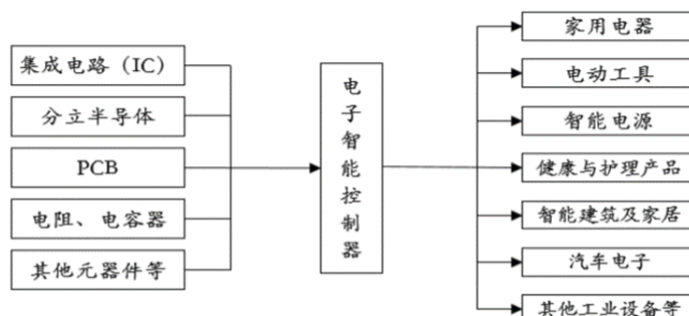 集成电路（IC）
分立半导体
PCB
电阻、电容器
其他元器件等
电子智能控制器
家用电器
电动工具
智能电源
健康与护理产品
智能建筑及家居
汽车电子
其他工业设备等